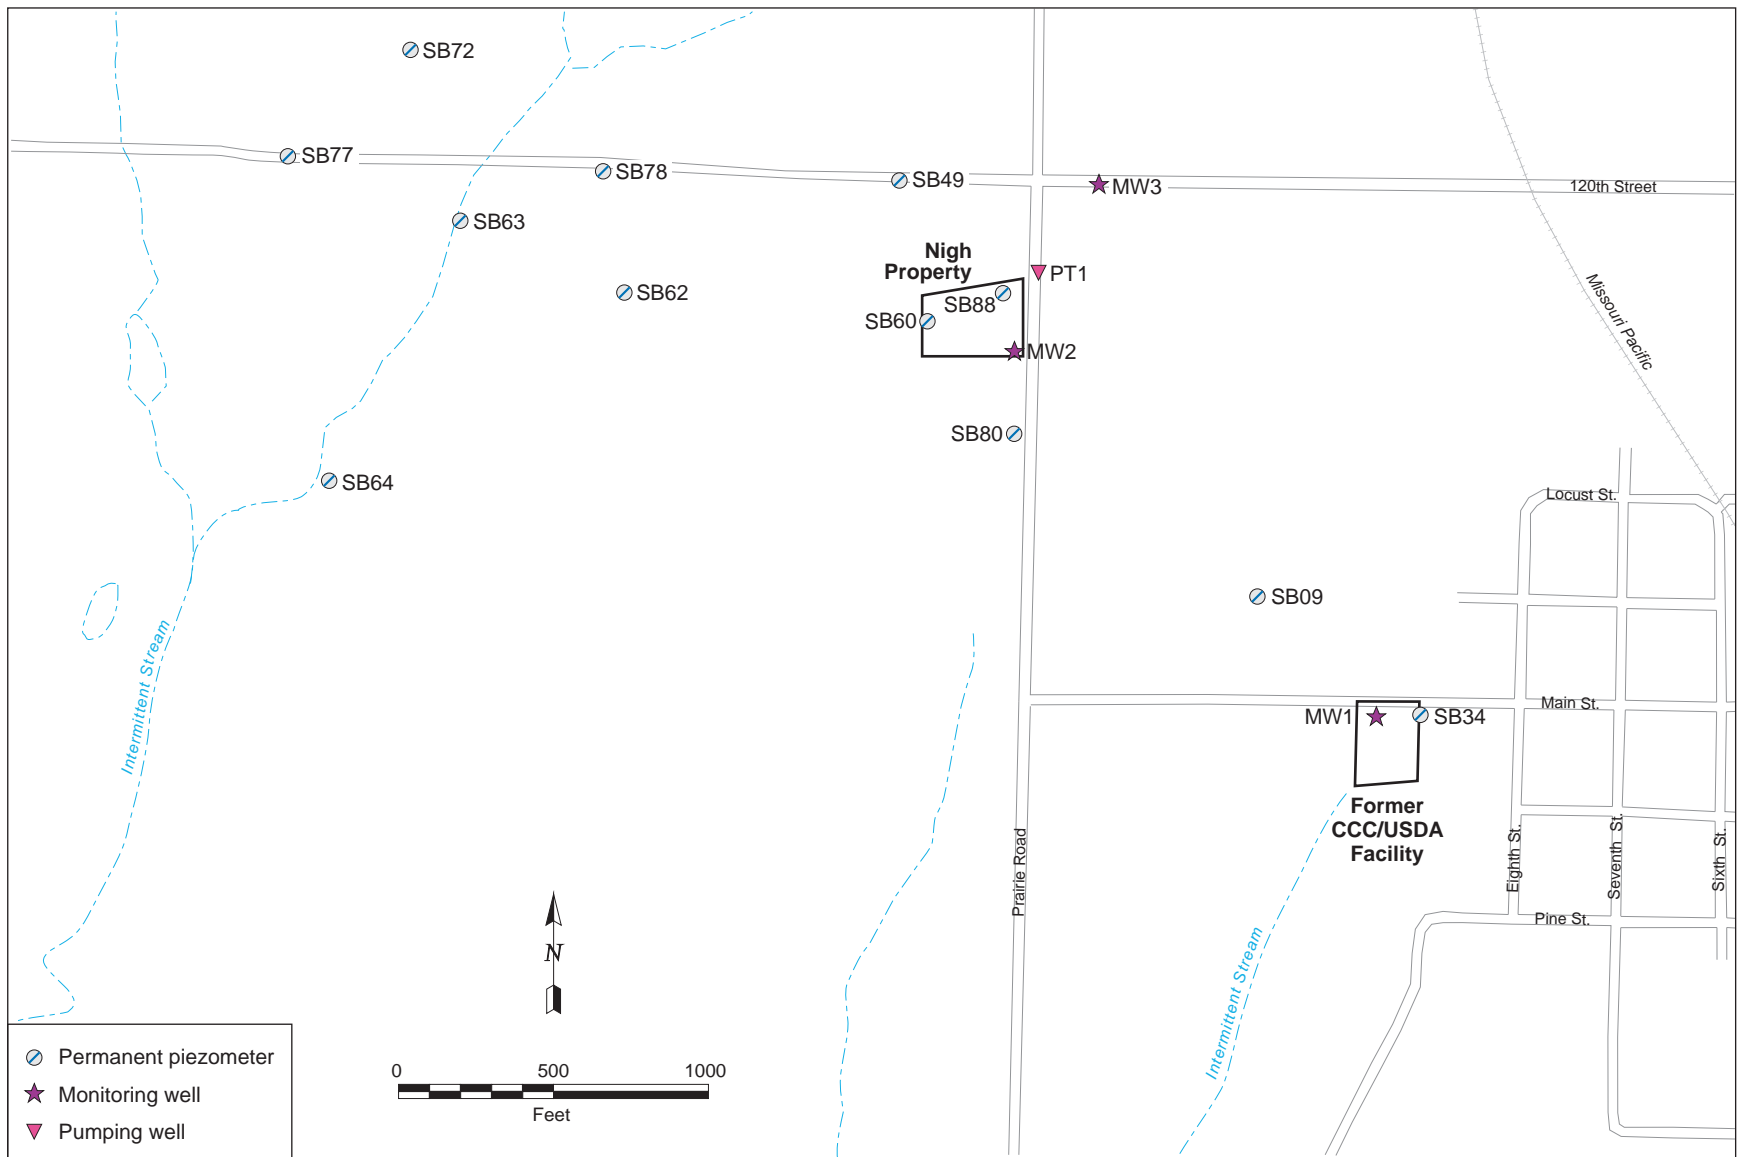 SB72
SB77
SB78
SB49
MW3
120th Street
SB63
Nigh
Property
PT1
SB62
SB88
SB60
MW2
Missouri Pacific
SB80
SB64
Locust St.
SB09
Intermittent Stream
Main St.
MW1
SB34
Former
CCC/USDA
Facility
Prairie Road
Eighth St.
Seventh St.
Sixth St.
Pine St.
Intermittent Stream
N
0 500 1000
Feet
Permanent piezometer
Monitoring well
Pumping well